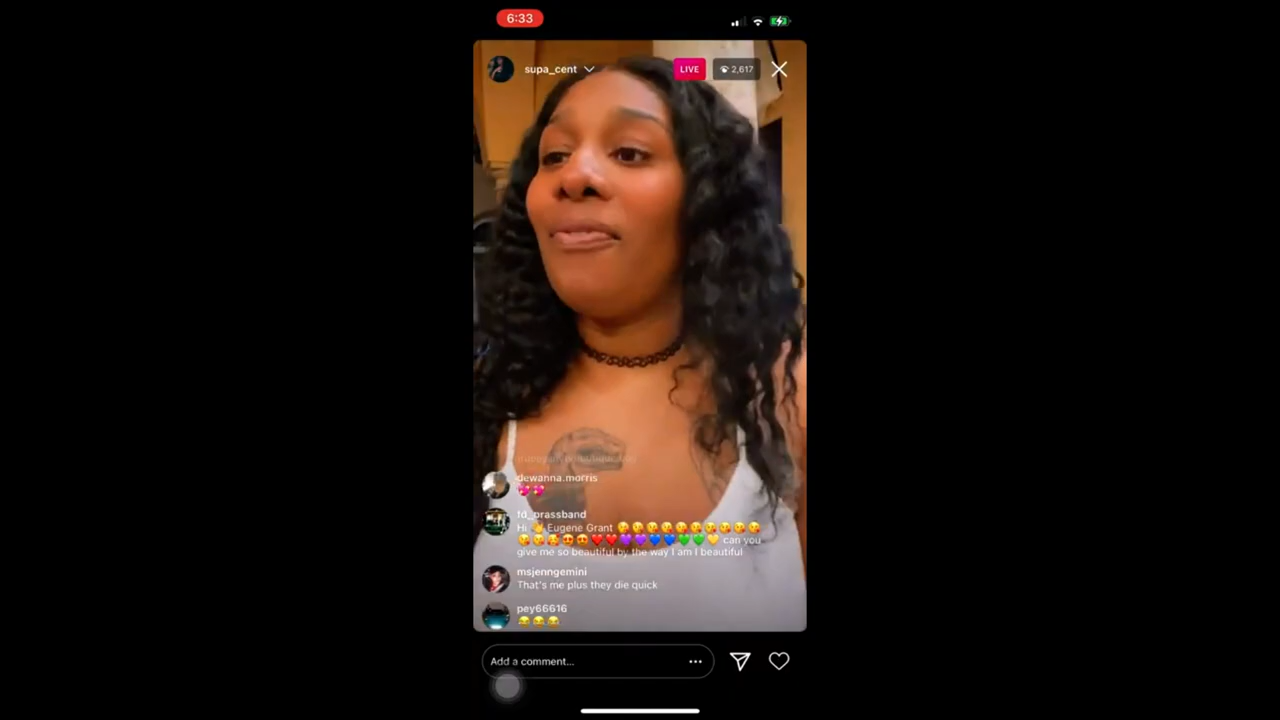 6:33
supa_cent
LIVE
2,617
dewanna.morris
💖💖
fd_prassband
Hi 👋 Eugene Grant 😘😘😘😘😘😘😘😘😘😘
😘😘🥰😍😍❤️❤️💜💜💙💙💚💚💛 can you
give me so beautiful by the way I am I beautiful
msjenngemini
That's me plus they die quick
pey66616
😂😂😂
Add a comment...